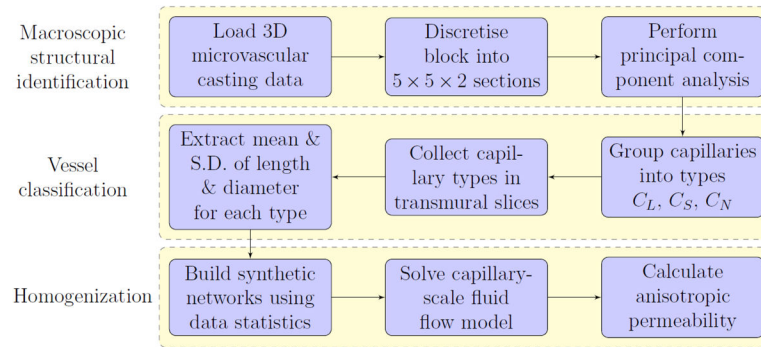 Macroscopic
structural
identification
Load 3D
microvascular
casting data
Discretise
block into
5 × 5 × 2 sections
Perform
principal com-
ponent analysis
Vessel
classification
Extract mean &
S.D. of length
& diameter
for each type
Collect capil-
lary types in
transmural slices
Group capillaries
into types
C_L, C_S, C_N
Homogenization
Build synthetic
networks using
data statistics
Solve capillary-
scale fluid
flow model
Calculate
anisotropic
permeability